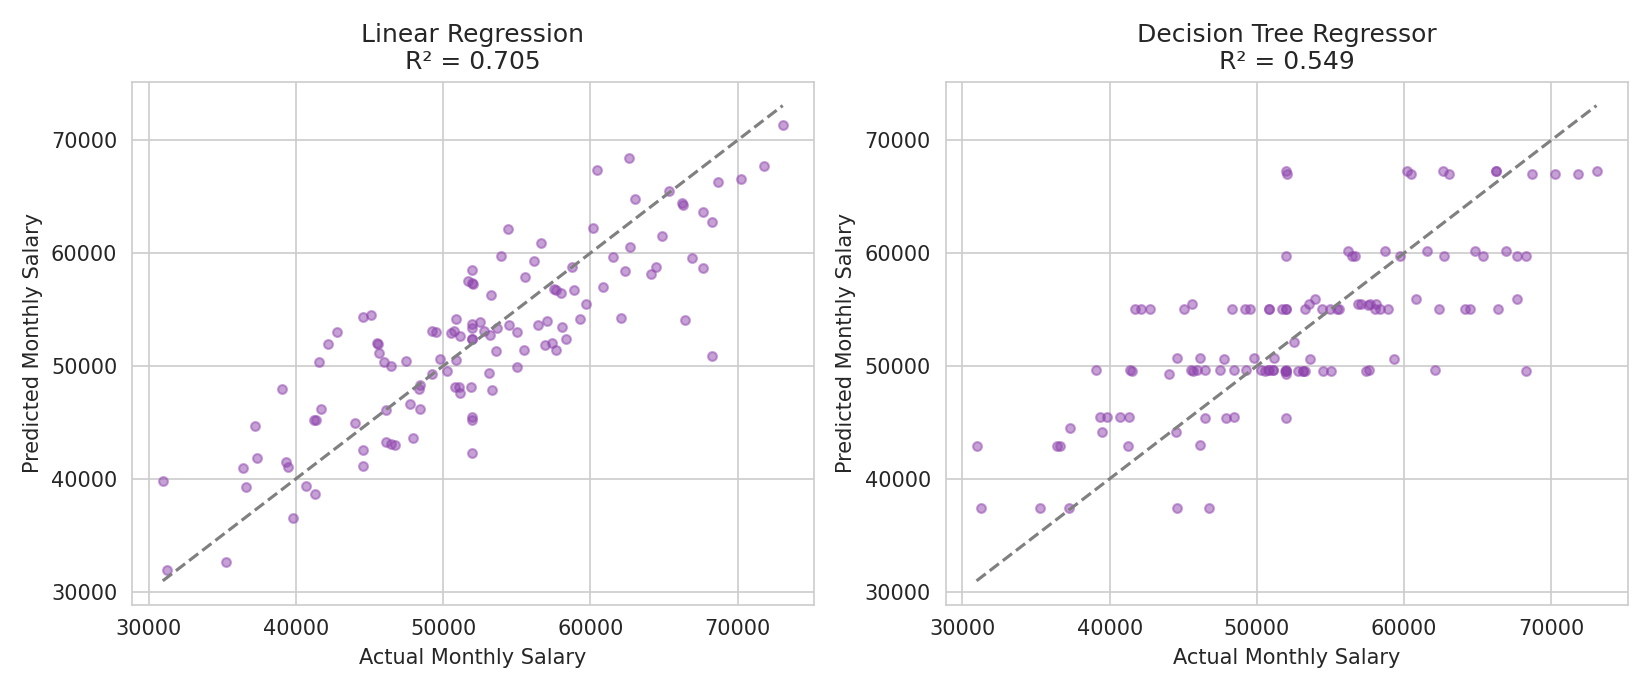 Linear Regression
R² = 0.705
70000
60000
50000
40000
30000
Predicted Monthly Salary
30000 40000 50000 60000 70000
Actual Monthly Salary
Decision Tree Regressor
R² = 0.549
70000
60000
50000
40000
30000
Predicted Monthly Salary
30000 40000 50000 60000 70000
Actual Monthly Salary